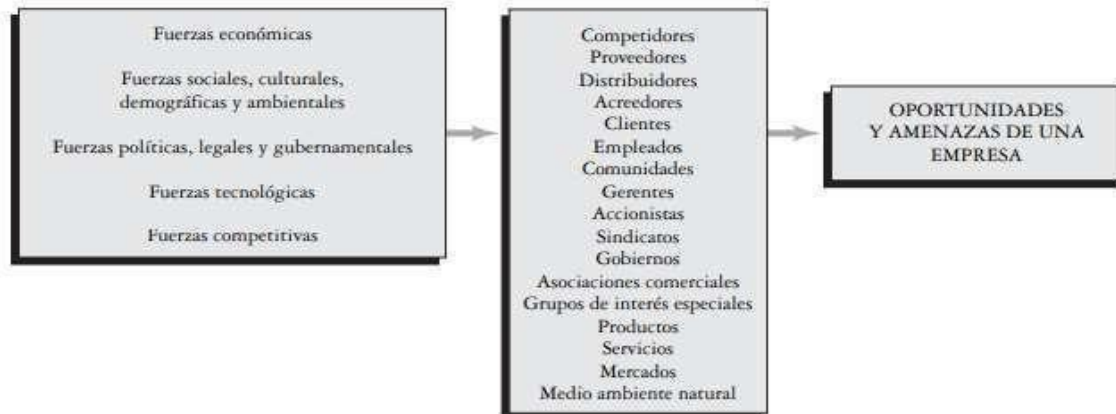 Fuerzas económicas
Fuerzas sociales, culturales,
demográficas y ambientales
Fuerzas políticas, legales y gubernamentales
Fuerzas tecnológicas
Fuerzas competitivas
Competidores
Proveedores
Distribuidores
Acreedores
Clientes
Empleados
Comunidades
Gerentes
Accionistas
Sindicatos
Gobiernos
Asociaciones comerciales
Grupos de interés especiales
Productos
Servicios
Mercados
Medio ambiente natural
OPORTUNIDADES
Y AMENAZAS DE UNA
EMPRESA